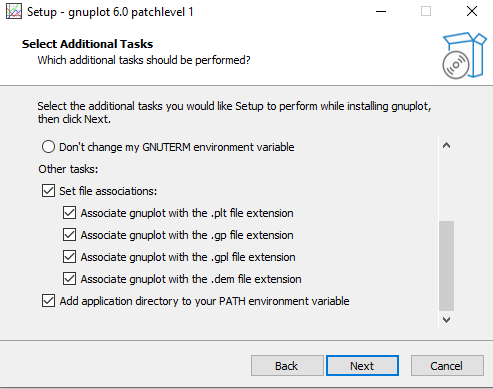 Setup - gnuplot 6.0 patchlevel 1
Select Additional Tasks
Which additional tasks should be performed?
Select the additional tasks you would like Setup to perform while installing gnuplot,
then click Next.
Don't change my GNUTERM environment variable
Other tasks:
Set file associations:
Associate gnuplot with the .plt file extension
Associate gnuplot with the .gp file extension
Associate gnuplot with the .gpl file extension
Associate gnuplot with the .dem file extension
Add application directory to your PATH environment variable
Back
Next
Cancel